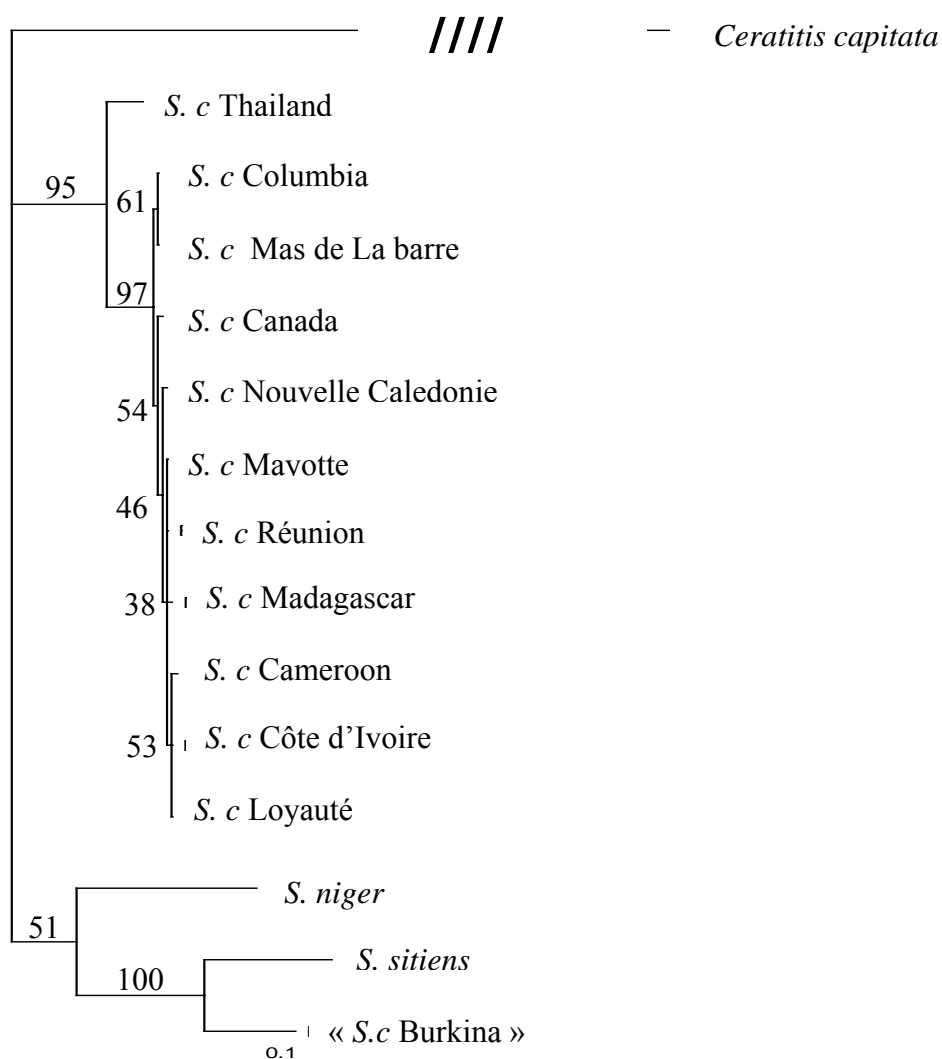 //// Ceratitis capitata
S. c Thailand
95
S. c Columbia
61
S. c Mas de La barre
97
S. c Canada
S. c Nouvelle Caledonie
54
S. c Mavotte
46
S. c Réunion
S. c Madagascar
38
S. c Cameroon
S. c Côte d’Ivoire
53
S. c Loyauté
S. niger
51
S. sitiens
100
« S.c Burkina »
0.1